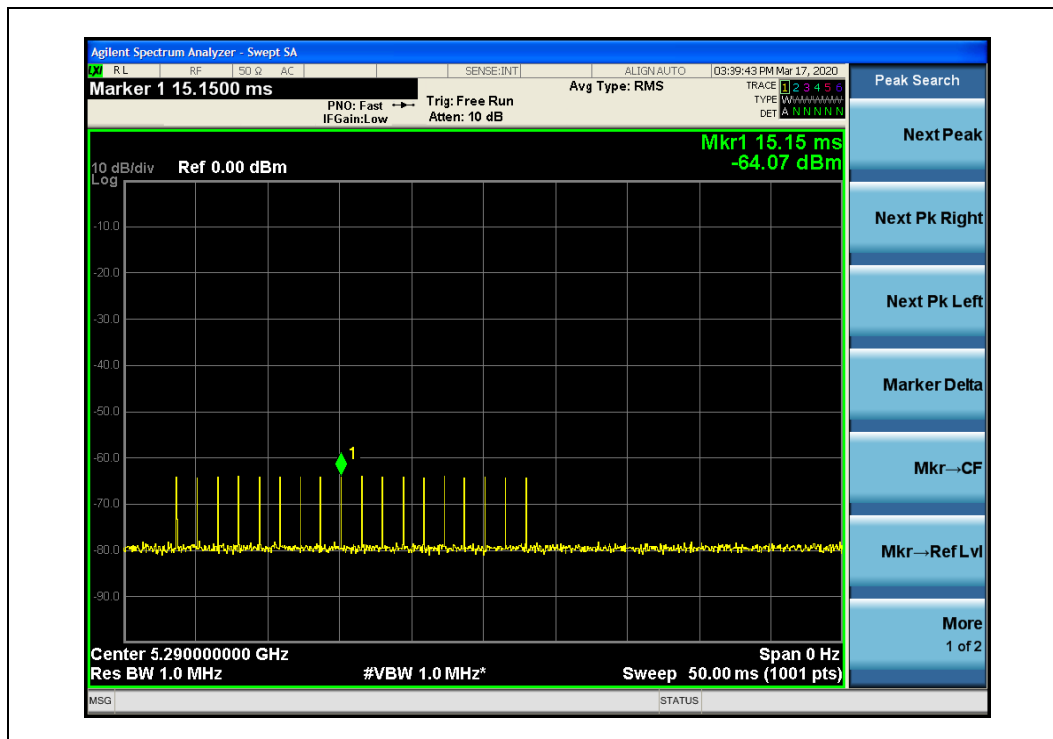 Agilent Spectrum Analyzer - Swept SA
LXI RL RF 50 Ω AC SENSE:INT ALIGN AUTO 03:39:43 PM Mar 17, 2020
Marker 1 15.1500 ms
PNO: Fast
IFGain:Low
Trig: Free Run
Atten: 10 dB
Avg Type: RMS
TRACE 1 2 3 4 5 6
TYPE WWWWWW
DET A N N N N N
Mkr1 15.15 ms
-64.07 dBm
10 dB/div Ref 0.00 dBm
Log
-10.0
-20.0
-30.0
-40.0
-50.0
-60.0
1
-70.0
-80.0
-90.0
Center 5.290000000 GHz Span 0 Hz
Res BW 1.0 MHz #VBW 1.0 MHz* Sweep 50.00 ms (1001 pts)
MSG STATUS
Peak Search
Next Peak
Next Pk Right
Next Pk Left
Marker Delta
Mkr→CF
Mkr→Ref Lvl
More
1 of 2